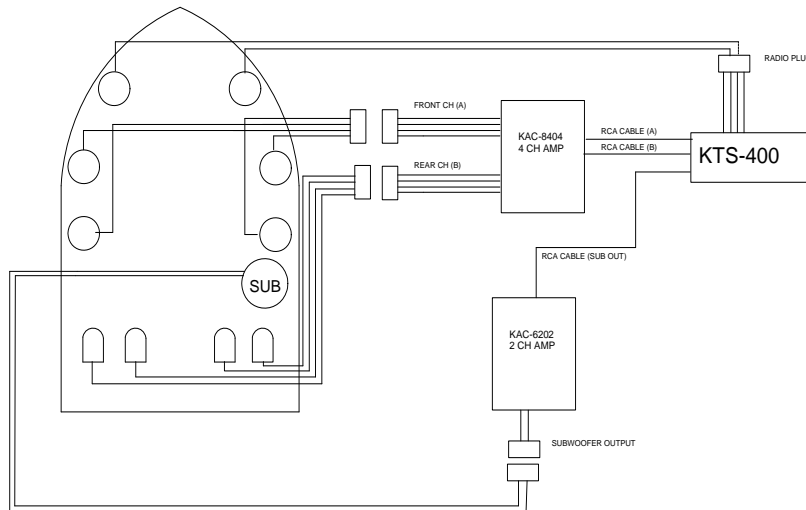 RADIO PLU
FRONT CH (A)
KAC-8404
4 CH AMP
RCA CABLE (A)
RCA CABLE (B)
KTS-400
REAR CH (B)
RCA CABLE (SUB OUT)
SUB
KAC-6202
2 CH AMP
SUBWOOFER OUTPUT